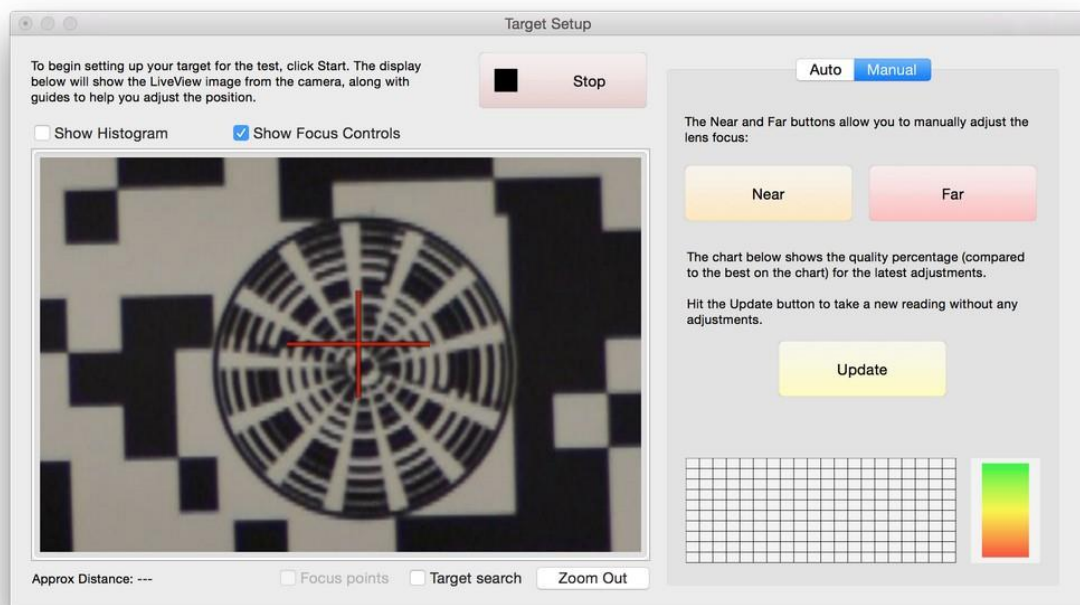 Target Setup
To begin setting up your target for the test, click Start. The display
below will show the LiveView image from the camera, along with
guides to help you adjust the position.
Stop
Show Histogram
Show Focus Controls
Approx Distance: ---
Focus points
Target search
Zoom Out
Auto
Manual
The Near and Far buttons allow you to manually adjust the
lens focus:
Near
Far
The chart below shows the quality percentage (compared
to the best on the chart) for the latest adjustments.
Hit the Update button to take a new reading without any
adjustments.
Update